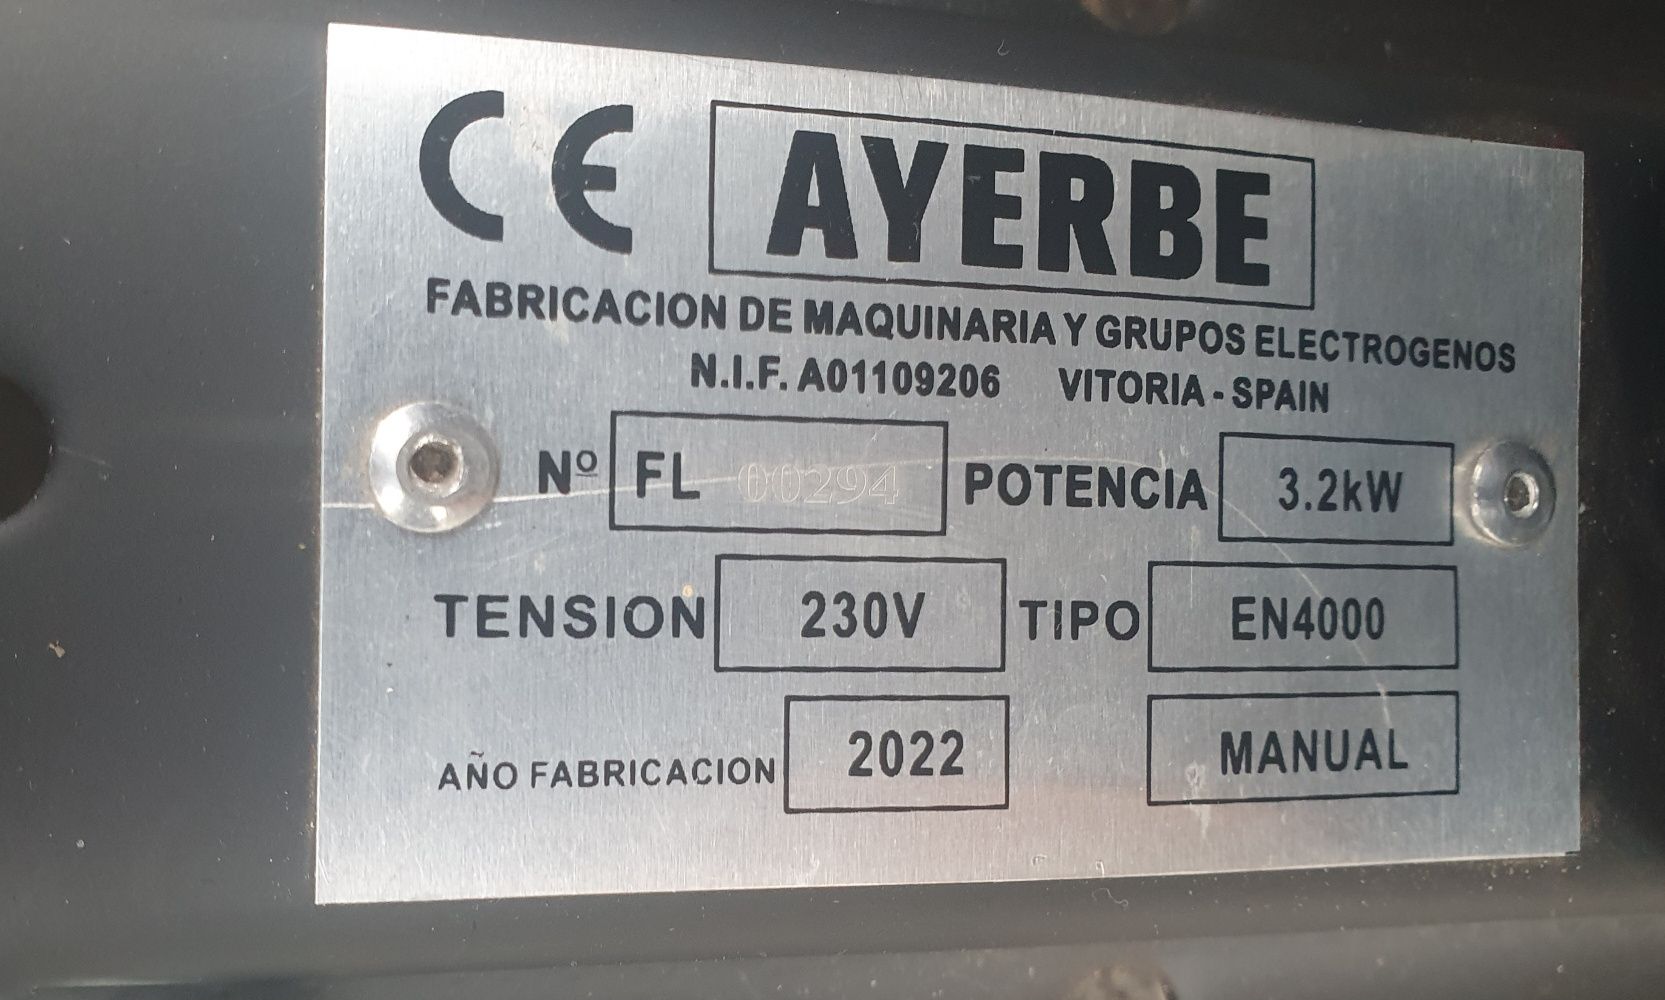 CE AYERBE
FABRICACION DE MAQUINARIA Y GRUPOS ELECTROGENOS
N.I.F. A01109206 VITORIA - SPAIN
Nº FL 00294 POTENCIA 3.2kW
TENSION 230V TIPO EN4000
AÑO FABRICACION 2022 MANUAL